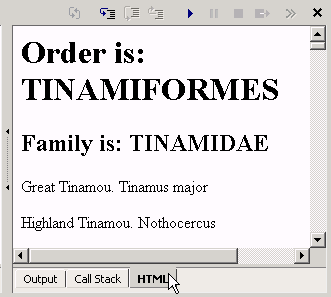 Order is:
TINAMIFORMES
Family is: TINAMIDAE
Great Tinamou. Tinamus major
Highland Tinamou. Nothocercus
Output Call Stack HTML